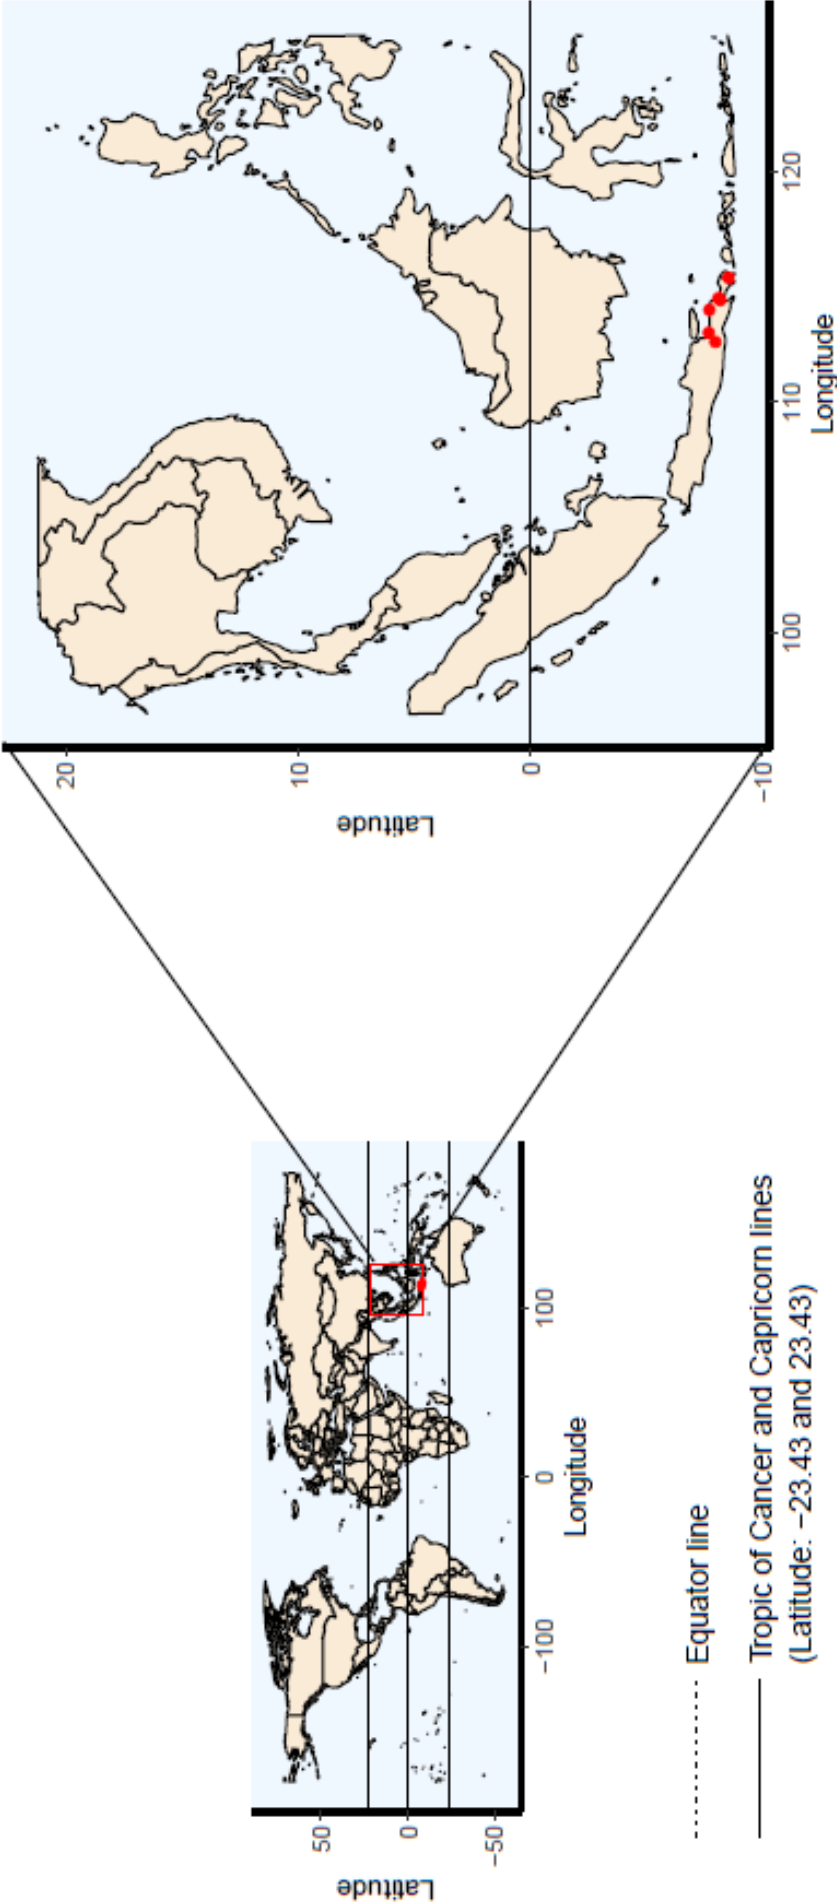 20
10
0
−10
Latitude
100
110
120
Longitude
50
0
−50
Latitude
−100
0
100
Longitude
Equator line
Tropic of Cancer and Capricorn lines
(Latitude: −23.43 and 23.43)